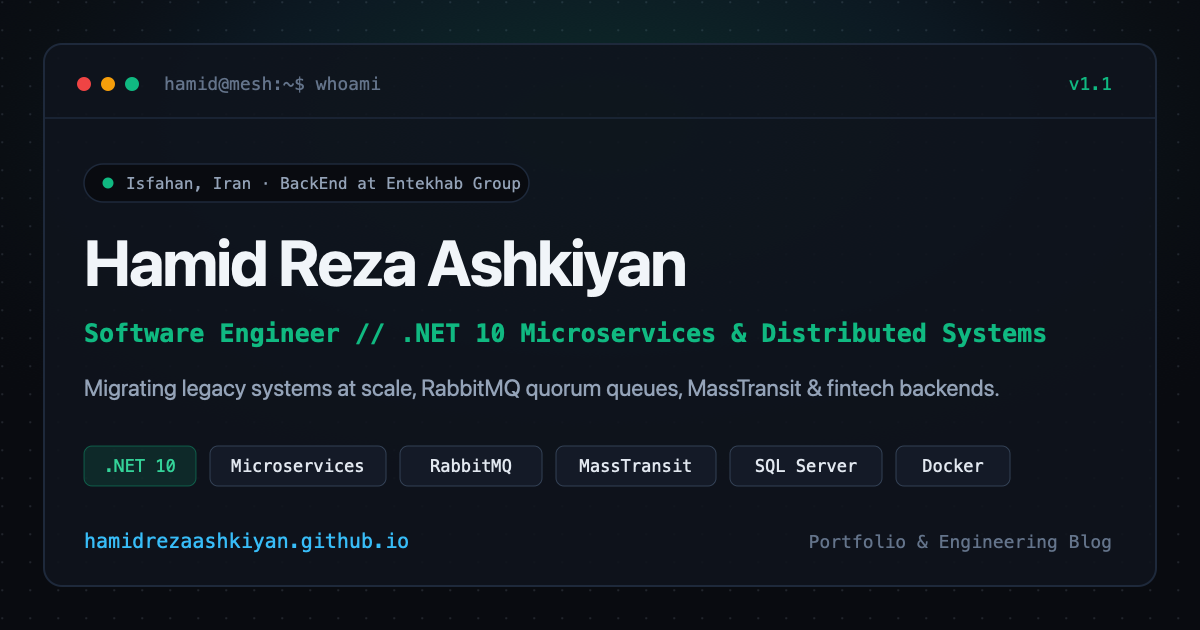 hamid@mesh:~$ whoami
v1.1
Isfahan, Iran · BackEnd at Entekhab Group
Hamid Reza Ashkiyan
Software Engineer // .NET 10 Microservices & Distributed Systems
Migrating legacy systems at scale, RabbitMQ quorum queues, MassTransit & fintech backends.
.NET 10 Microservices RabbitMQ MassTransit SQL Server Docker
hamidrezaashkiyan.github.io
Portfolio & Engineering Blog